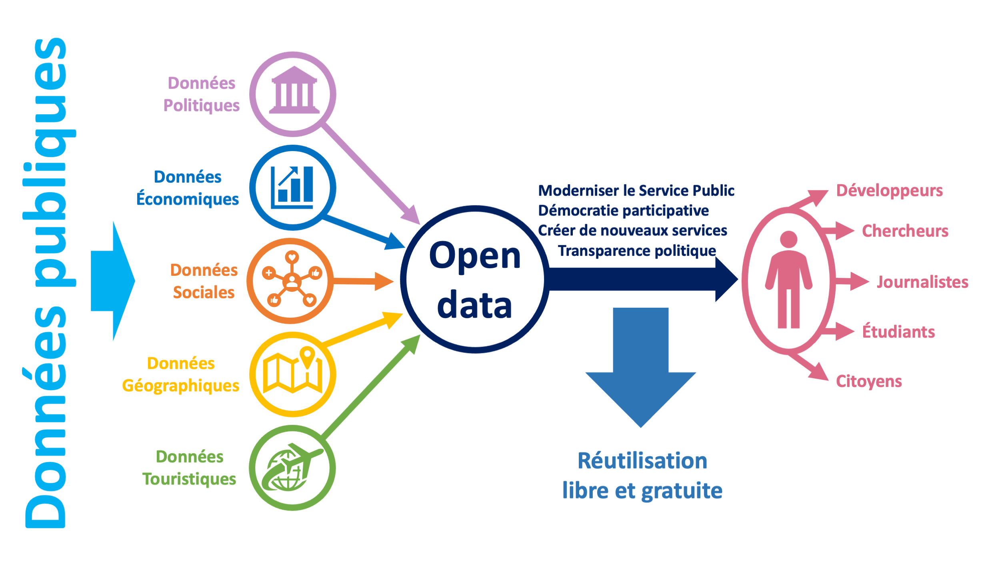 Données publiques
Données
Politiques
Données
Économiques
Données
Sociales
Données
Géographiques
Données
Touristiques
Open
data
Moderniser le Service Public
Démocratie participative
Créer de nouveaux services
Transparence politique
Réutilisation
libre et gratuite
Développeurs
Chercheurs
Journalistes
Étudiants
Citoyens